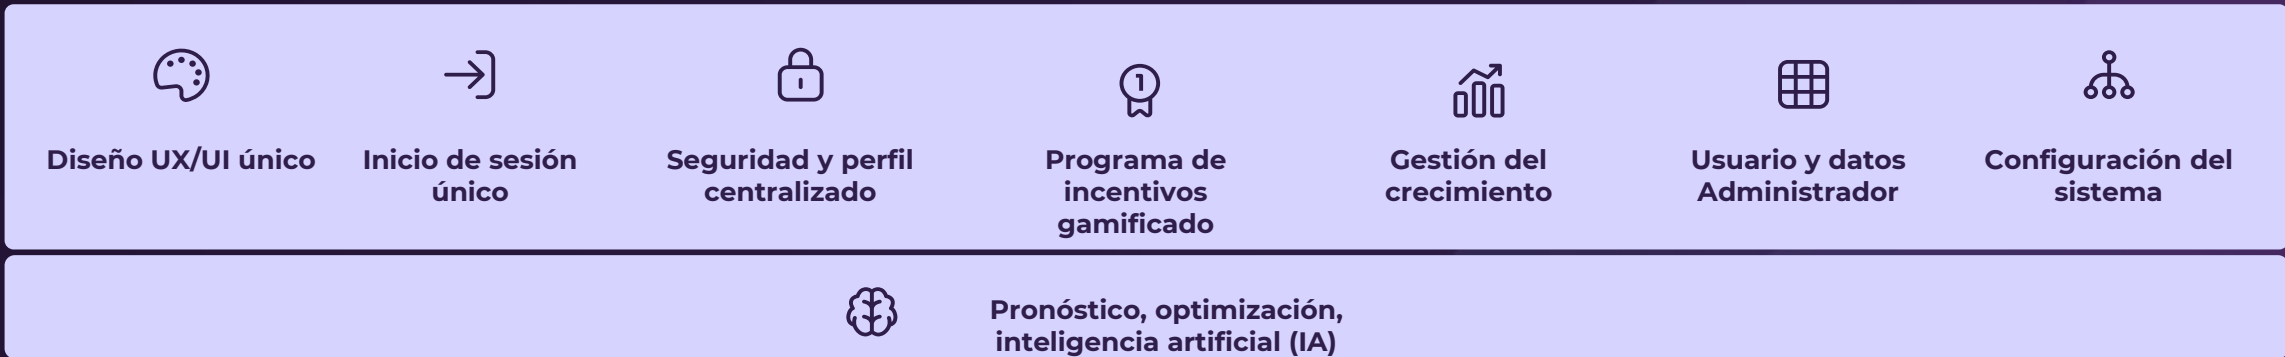 Diseño UX/UI único
Inicio de sesión
único
Seguridad y perfil
centralizado
1
Programa de
incentivos
gamificado
Gestión del
crecimiento
Usuario y datos
Administrador
Configuración del
sistema
Pronóstico, optimización,
inteligencia artificial (IA)